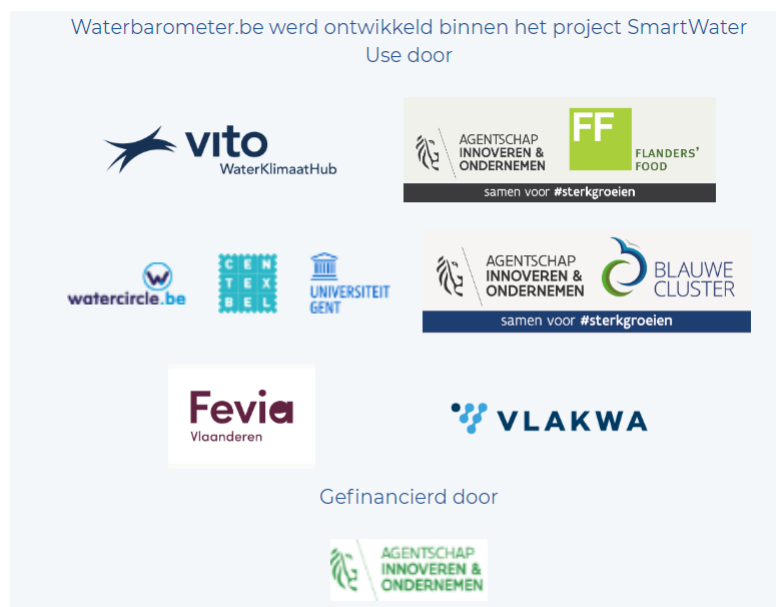 Waterbarometer.be werd ontwikkeld binnen het project SmartWater
Use door
vito
WaterKlimaatHub
AGENTSCHAP
INNOVEREN &
ONDERNEMEN
FF
FLANDERS'
FOOD
samen voor #sterkgroeien
watercircle.be
CEN
TEX
BEL
UNIVERSITEIT
GENT
AGENTSCHAP
INNOVEREN &
ONDERNEMEN
BLAUWE
CLUSTER
samen voor #sterkgroeien
Fevia
Vlaanderen
VLAKWA
Gefinancierd door
AGENTSCHAP
INNOVEREN &
ONDERNEMEN